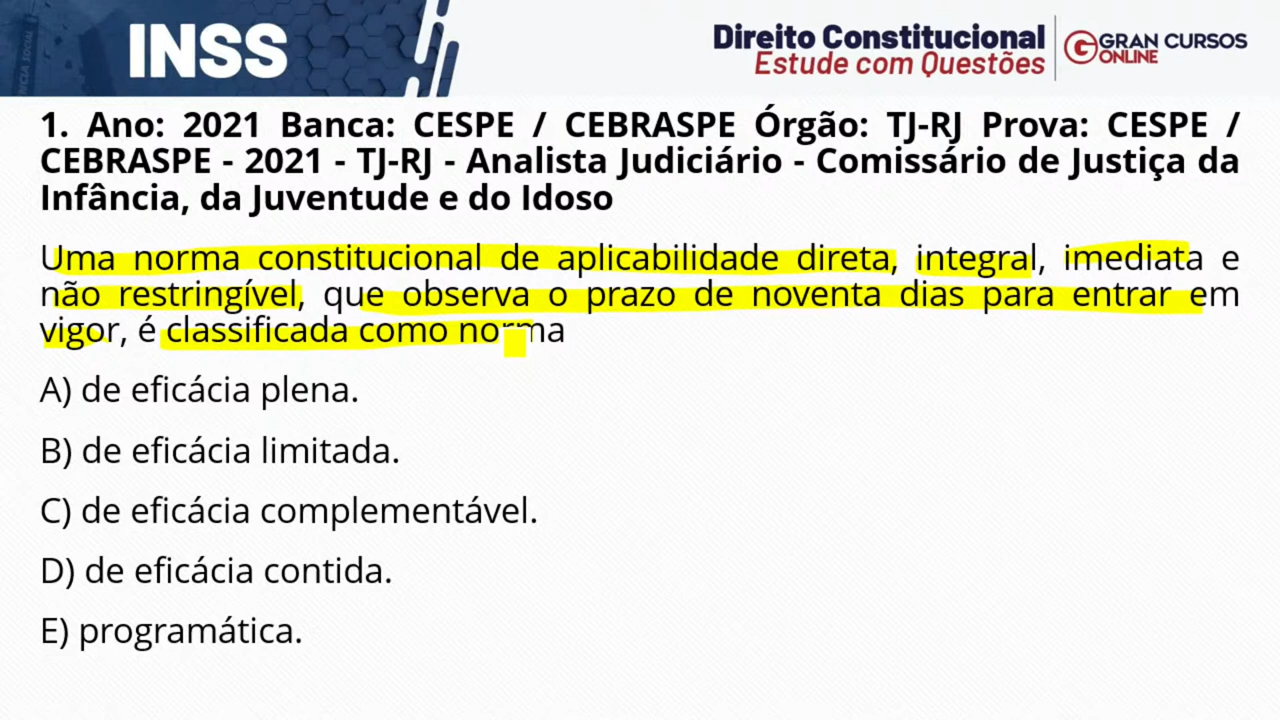 INSS
Direito Constitucional
Estude com Questões
GRAN CURSOS
ONLINE
1. Ano: 2021 Banca: CESPE / CEBRASPE Órgão: TJ-RJ Prova: CESPE /
CEBRASPE - 2021 - TJ-RJ - Analista Judiciário - Comissário de Justiça da
Infância, da Juventude e do Idoso
Uma norma constitucional de aplicabilidade direta, integral, imediata e
não restringível, que observa o prazo de noventa dias para entrar em
vigor, é classificada como norma
A) de eficácia plena.
B) de eficácia limitada.
C) de eficácia complementável.
D) de eficácia contida.
E) programática.